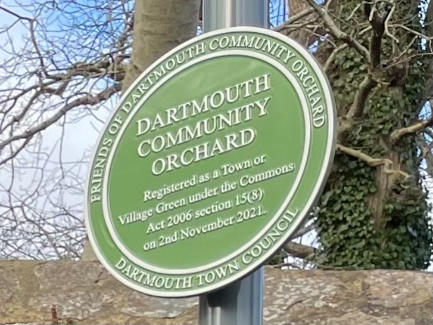 FRIENDS OF DARTMOUTH COMMUNITY ORCHARD
DARTMOUTH
COMMUNITY
ORCHARD
Registered as a Town or
Village Green under the Commons
Act 2006 section 15(8)
on 2nd November 2021.
DARTMOUTH TOWN COUNCIL